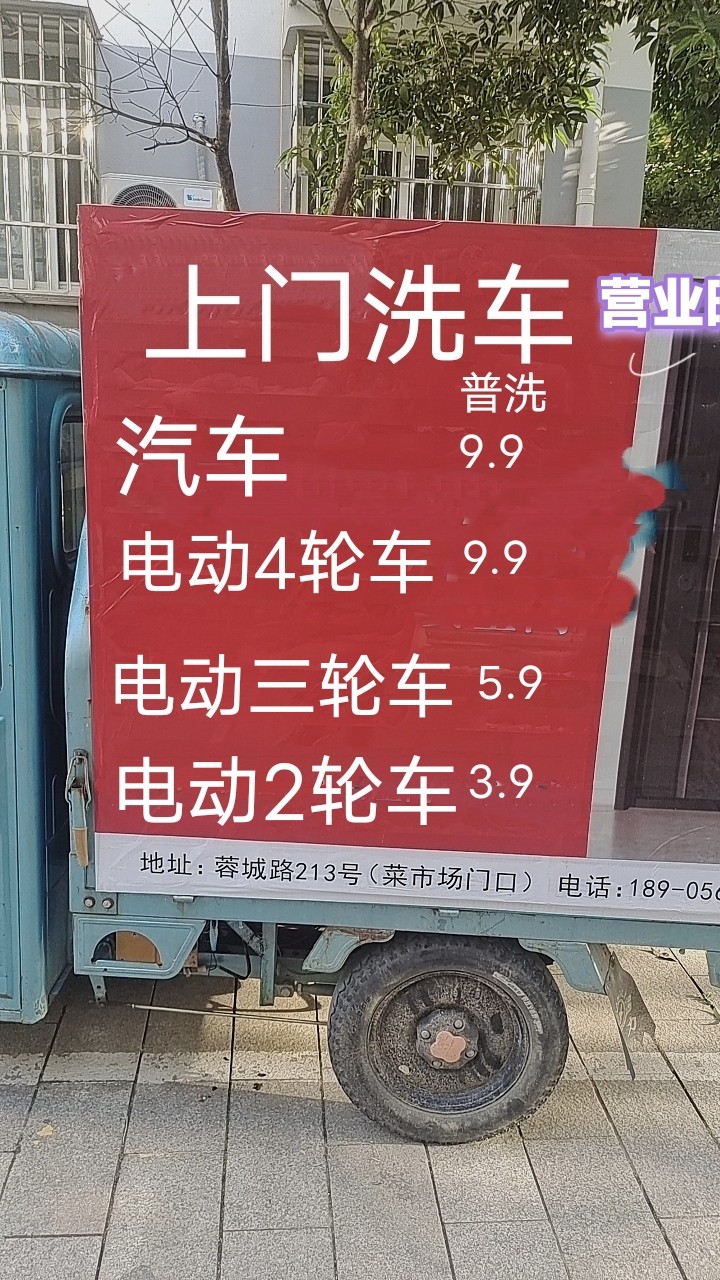 上门洗车
营业
普洗
汽车 9.9
电动4轮车 9.9
电动三轮车 5.9
电动2轮车 3.9
地址：蓉城路213号（菜市场门口） 电话：189-056